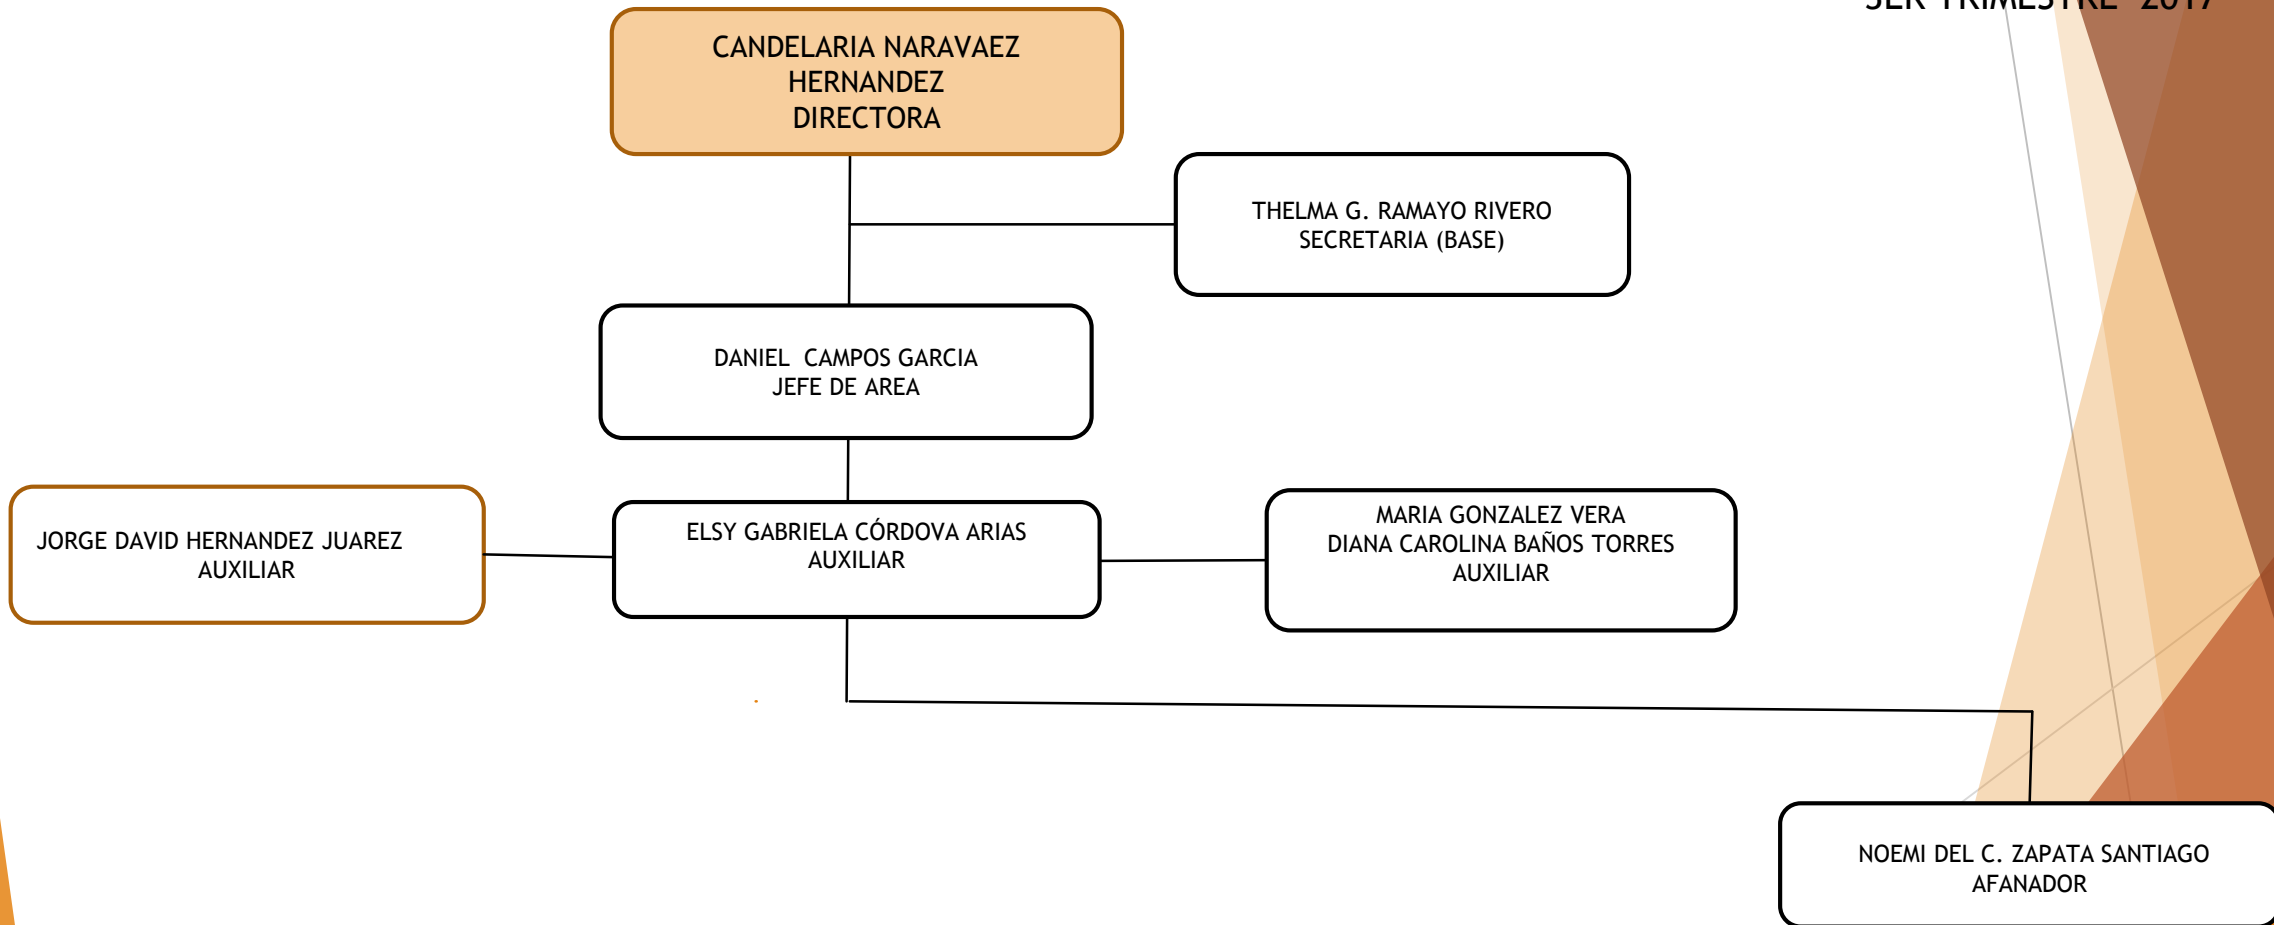 TRIMESTRE 2017
CANDELARIA NARAVAEZ
HERNANDEZ
DIRECTORA
THELMA G. RAMAYO RIVERO
SECRETARIA (BASE)
DANIEL CAMPOS GARCIA
JEFE DE AREA
JORGE DAVID HERNANDEZ JUAREZ
AUXILIAR
ELSY GABRIELA CÓRDOVA ARIAS
AUXILIAR
MARIA GONZALEZ VERA
DIANA CAROLINA BAÑOS TORRES
AUXILIAR
NOEMI DEL C. ZAPATA SANTIAGO
AFANADOR